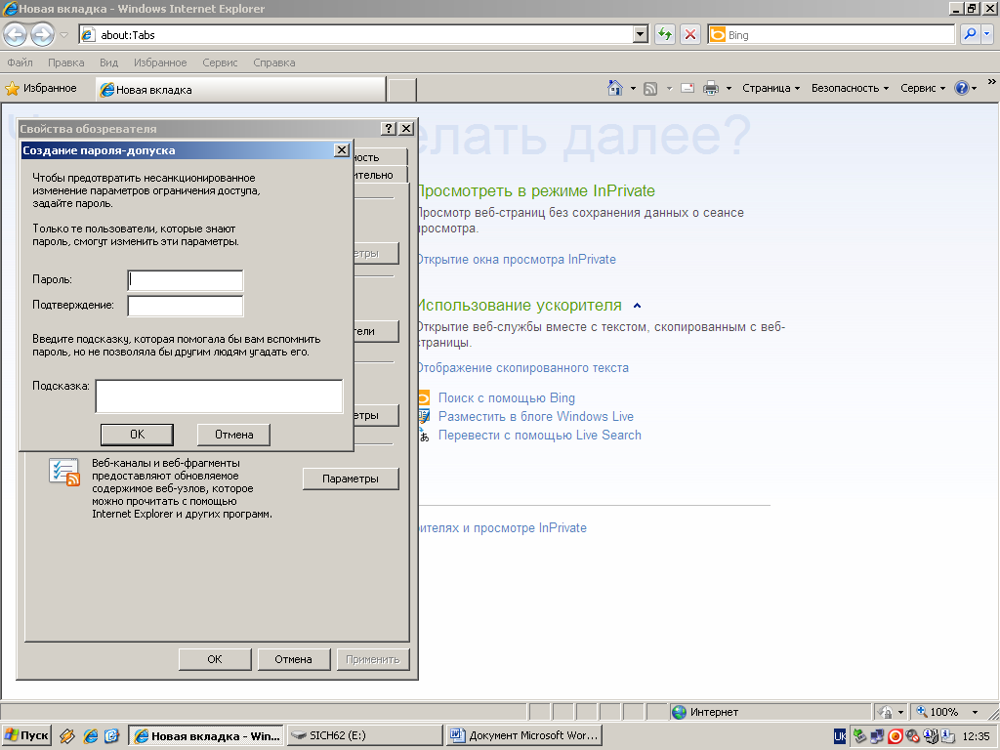 Новая вкладка - Windows Internet Explorer
about:Tabs
Bing
Файл Правка Вид Избранное Сервис Справка
Избранное Новая вкладка Страница Безопасность Сервис
елать далее?
Свойства обозревателя
Создание пароля-допуска
ность
ительно
Чтобы предотвратить несанкционированное
изменение параметров ограничения доступа,
задайте пароль.
Только те пользователи, которые знают
пароль, смогут изменить эти параметры.
етры
Пароль:
Подтверждение:
тели
Введите подсказку, которая помогала бы вам вспомнить
пароль, но не позволяла бы другим людям угадать его.
Подсказка:
етры
OK Отмена
Веб-каналы и веб-фрагменты
предоставляют обновляемое
содержимое веб-узлов, которое
можно прочитать с помощью
Internet Explorer и других программ.
Параметры
OK Отмена Применить
Просмотреть в режиме InPrivate
Просмотр веб-страниц без сохранения данных о сеансе
просмотра.
Открытие окна просмотра InPrivate
Использование ускорителя
Открытие веб-службы вместе с текстом, скопированным с веб-
страницы.
Отображение скопированного текста
Поиск с помощью Bing
Разместить в блоге Windows Live
Перевести с помощью Live Search
рителях и просмотре InPrivate
Интернет 100%
Пуск Новая вкладка - Win... SICH62 (E:) Документ Microsoft Wor... UK 12:35